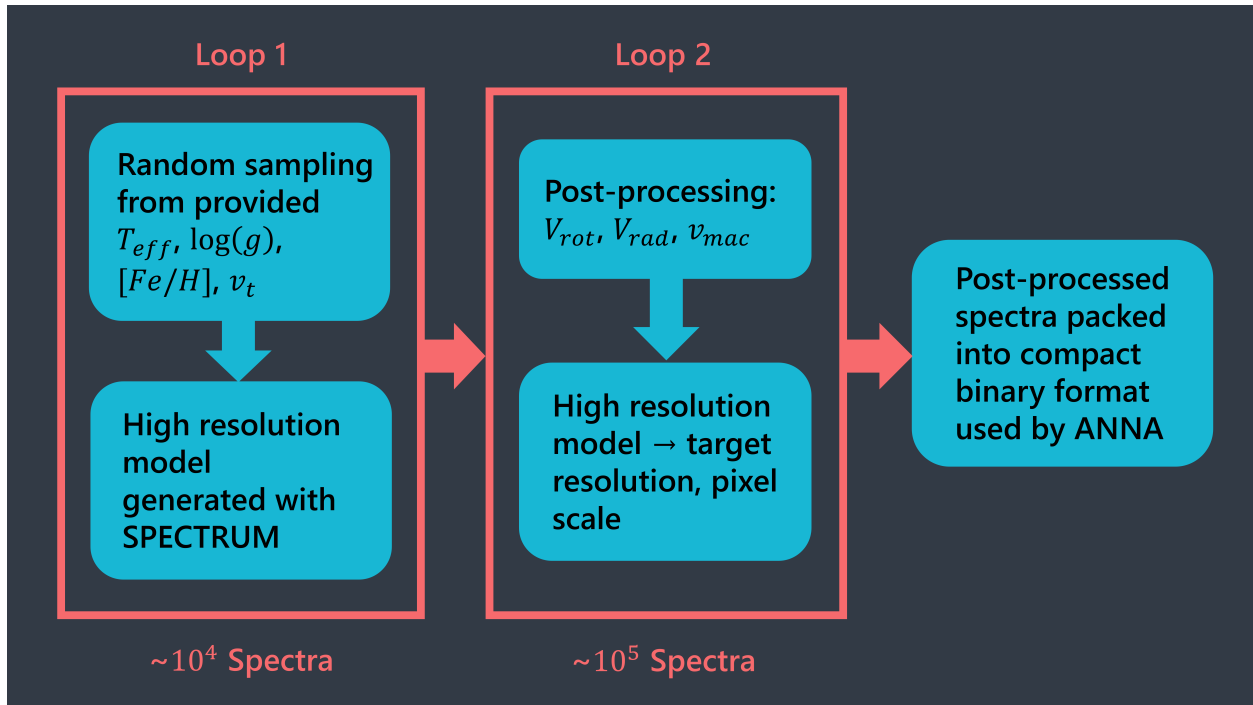 Loop 1
Random sampling
from provided
T_eff, log(g),
[Fe/H], v_t
High resolution
model
generated with
SPECTRUM
~10^4 Spectra
Loop 2
Post-processing:
V_rot, V_rad, v_mac
High resolution
model → target
resolution, pixel
scale
~10^5 Spectra
Post-processed
spectra packed
into compact
binary format
used by ANNA